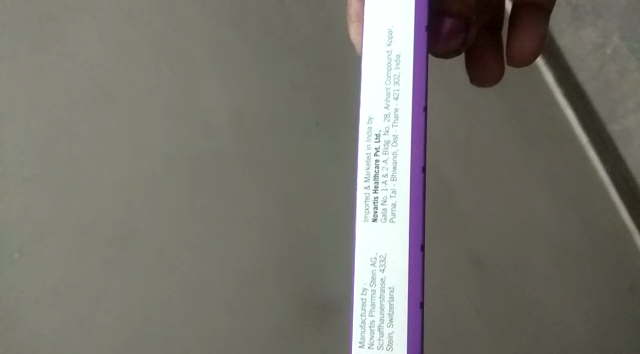 Manufactured by :
Novartis Pharma Stein AG.,
Schaffhauserstrasse, 4332,
Stein, Switzerland.
Imported & Marketed in India by:
Novartis Healthcare Pvt. Ltd.,
Gala No. 1-A & 2-A, Bldg. No. 28, Arihant Compound, Kopar,
Purna, Tal - Bhiwandi, Dist - Thane - 421 302, India.